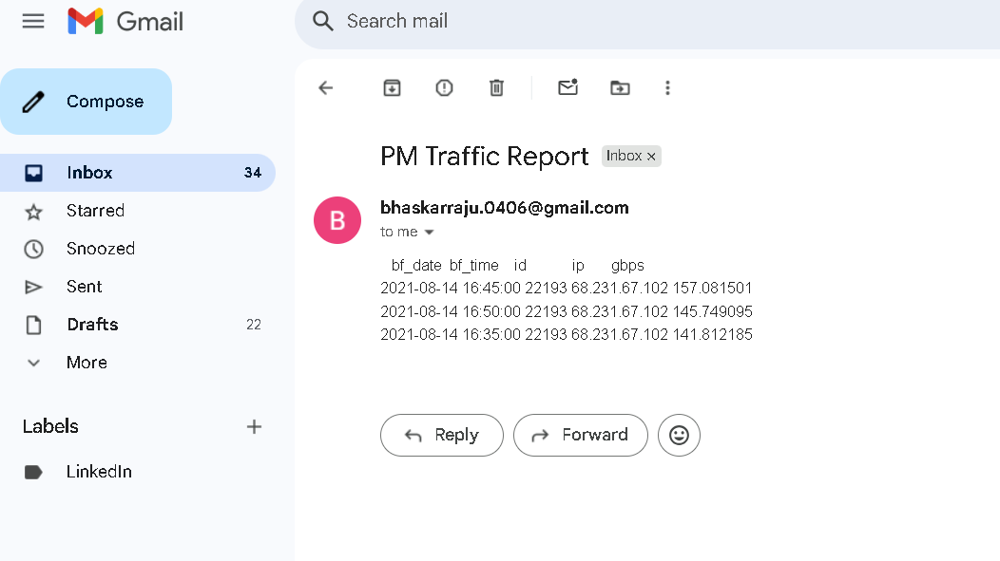 Gmail
Search mail
Compose
Inbox 34
Starred
Snoozed
Sent
Drafts 22
More
Labels
LinkedIn
PM Traffic Report Inbox ×
B
bhaskarraju.0406@gmail.com
to me
bf_date bf_time id ip gbps
2021-08-14 16:45:00 22193 68.231.67.102 157.081501
2021-08-14 16:50:00 22193 68.231.67.102 145.749095
2021-08-14 16:35:00 22193 68.231.67.102 141.812185
Reply Forward